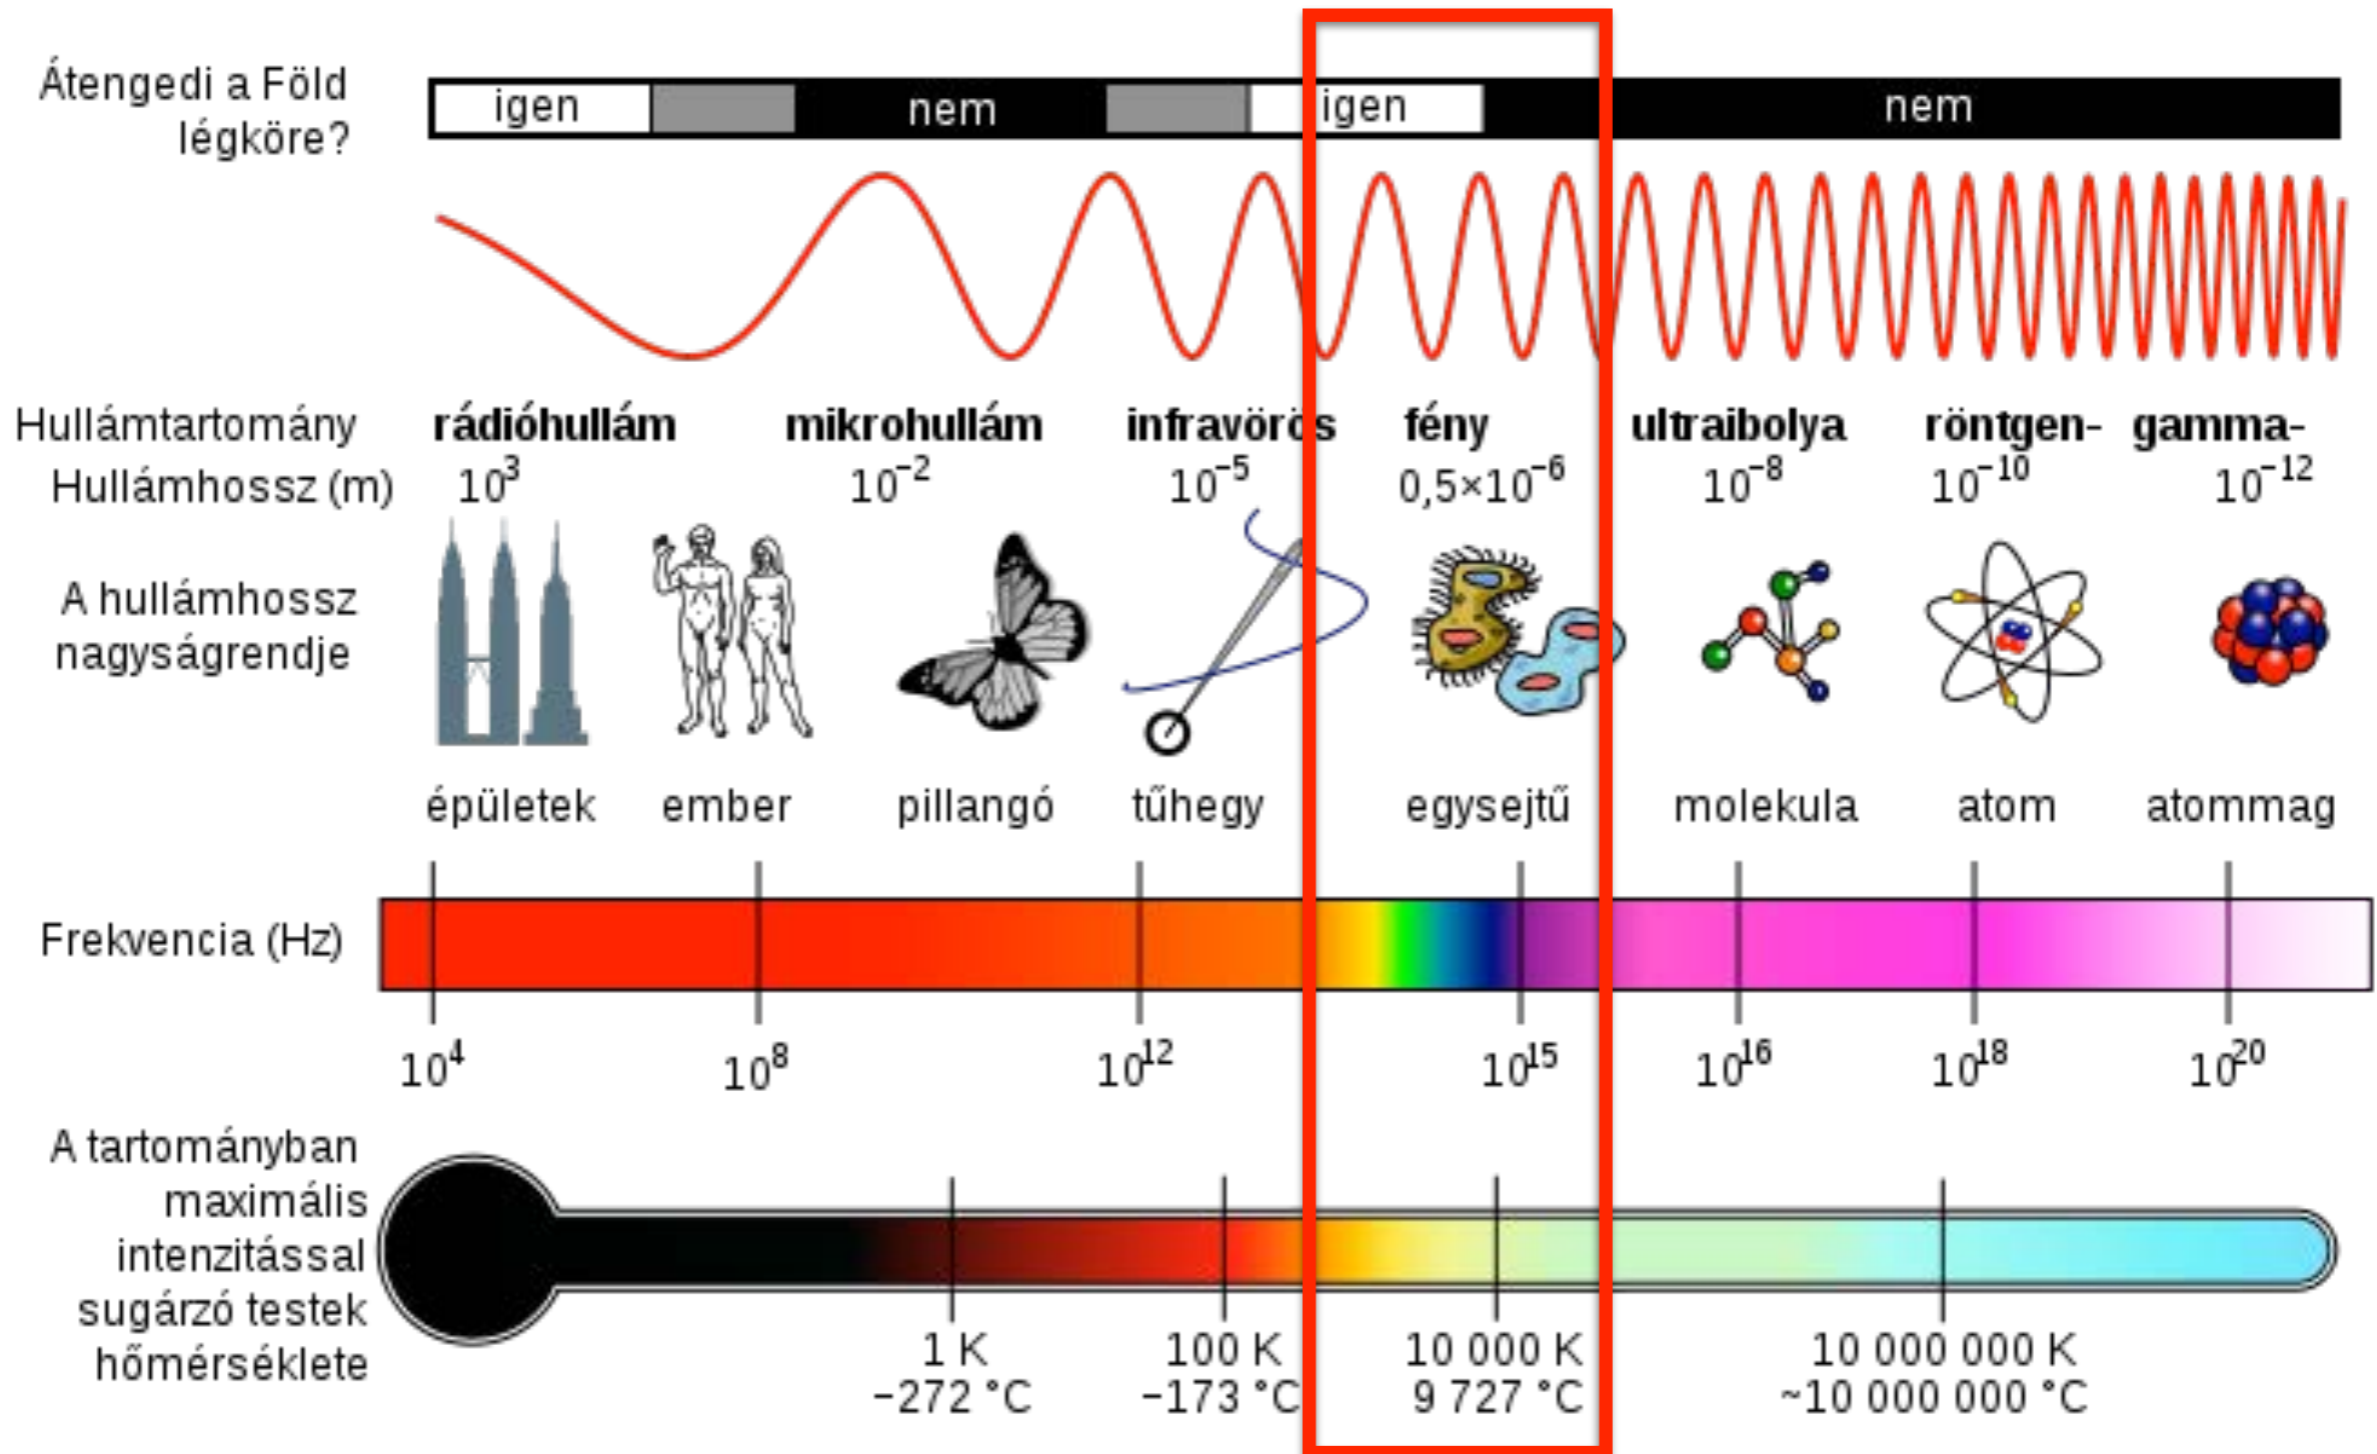 Átengedi a Föld
légköre?
igen nem igen nem
Hullámtartomány rádióhullám mikrohullám infravörös fény ultraibolya röntgen- gamma-
Hullámhossz (m) 10³ 10⁻² 10⁻⁵ 0,5×10⁻⁶ 10⁻⁸ 10⁻¹⁰ 10⁻¹²
A hullámhossz
nagyságrendje
épületek ember pillangó tűhegy egysejtű molekula atom atommag
Frekvencia (Hz)
10⁴ 10⁸ 10¹² 10¹⁵ 10¹⁶ 10¹⁸ 10²⁰
A tartományban
maximális
intenzitással
sugárzó testek
hőmérséklete
1 K 100 K 10 000 K 10 000 000 K
−272 °C −173 °C 9 727 °C ~10 000 000 °C